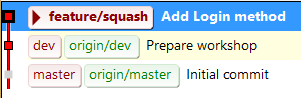 feature/squash Add Login method
dev origin/dev Prepare workshop
master origin/master Initial commit